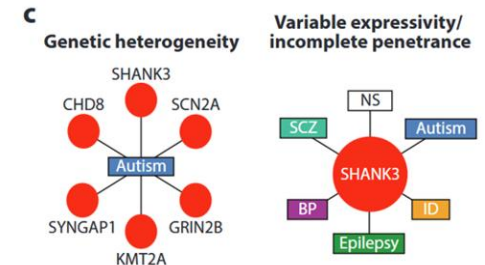 C
Genetic heterogeneity
SHANK3
CHD8
SCN2A
Autism
SYNGAP1
GRIN2B
KMT2A
Variable expressivity/
incomplete penetrance
NS
SCZ
Autism
SHANK3
BP
ID
Epilepsy